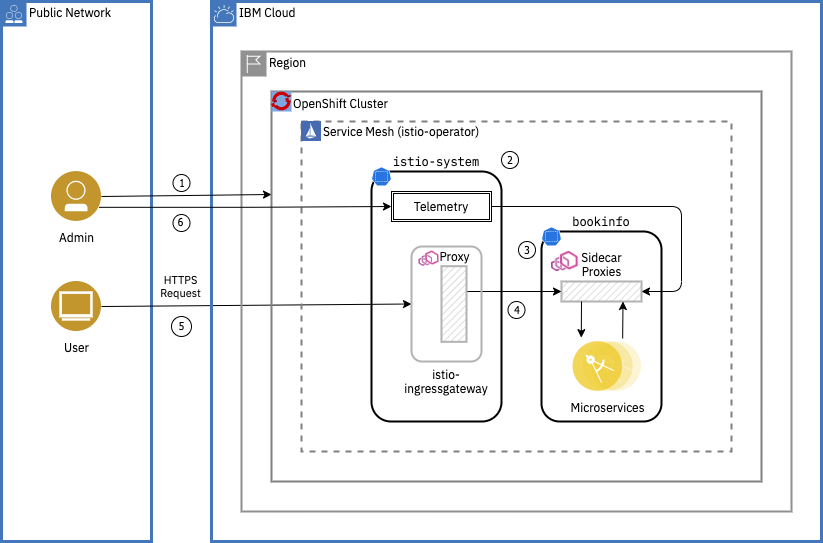 Public Network
IBM Cloud
Region
OpenShift Cluster
Service Mesh (istio-operator)
istio-system
2
1
Telemetry
6
Admin
bookinfo
3
Proxy
Sidecar
Proxies
HTTPS
Request
4
5
User
istio-
ingressgateway
Microservices